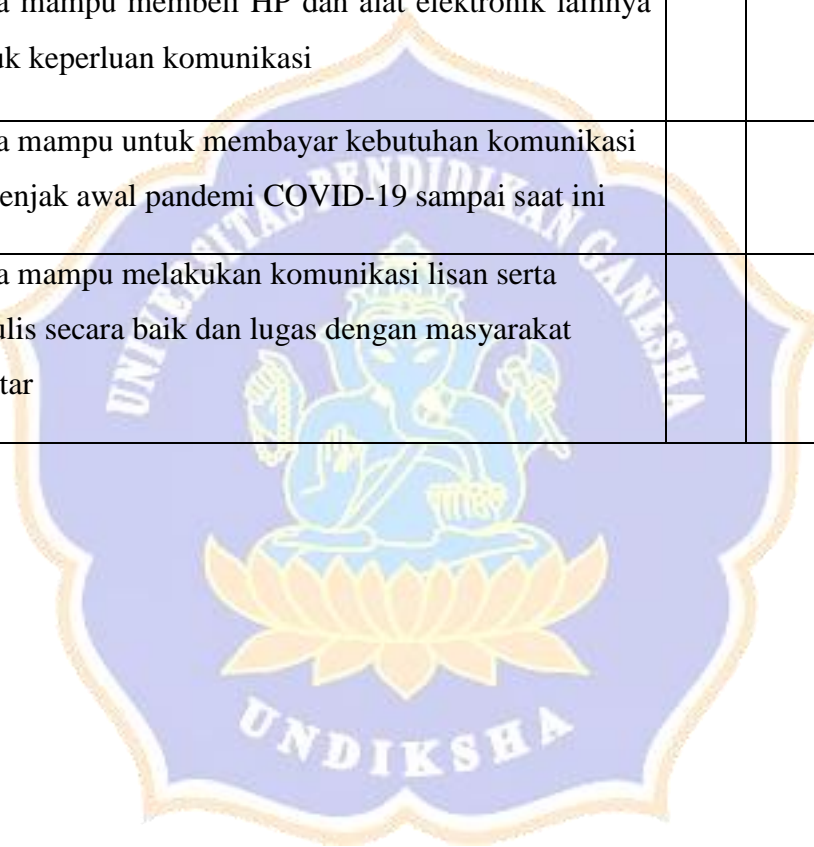 a mampu membeli HP dan alat elektronik lainnya
uk keperluan komunikasi
a mampu untuk membayar kebutuhan komunikasi
enjak awal pandemi COVID-19 sampai saat ini
a mampu melakukan komunikasi lisan serta
ulis secara baik dan lugas dengan masyarakat
tar
UNIVERSITAS PENDIDIKAN GANESHA
UNDIKSHA